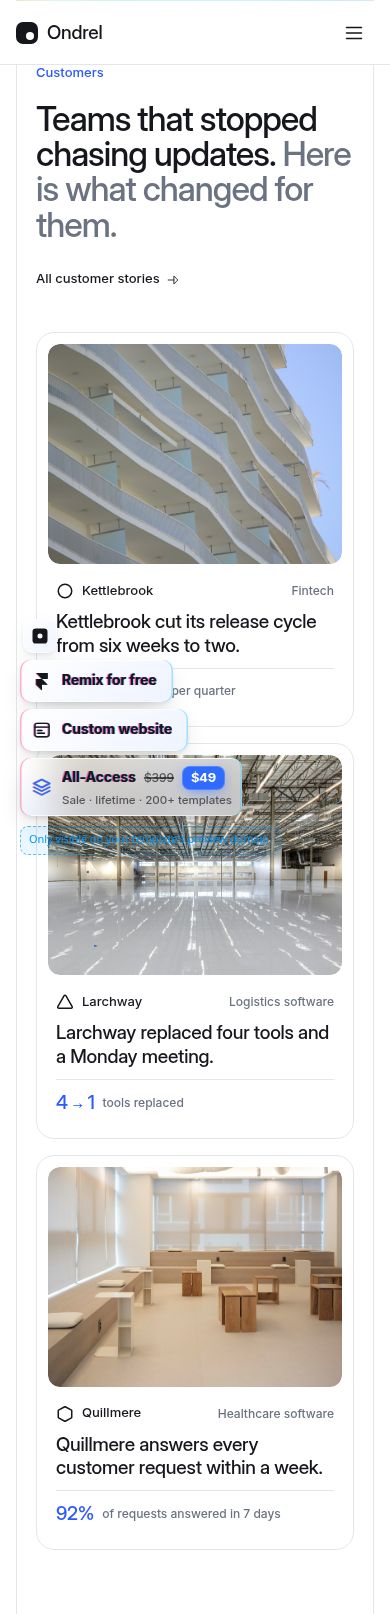 Ondrel
Customers
Teams that stopped
chasing updates. Here
is what changed for
them.
All customer stories
Kettlebrook
Fintech
Kettlebrook cut its release cycle
from six weeks to two.
per quarter
Remix for free
Custom website
All-Access $399 $49
Sale · lifetime · 200+ templates
Only visible
Larchway
Logistics software
Larchway replaced four tools and
a Monday meeting.
4→1 tools replaced
Quillmere
Healthcare software
Quillmere answers every
customer request within a week.
92% of requests answered in 7 days